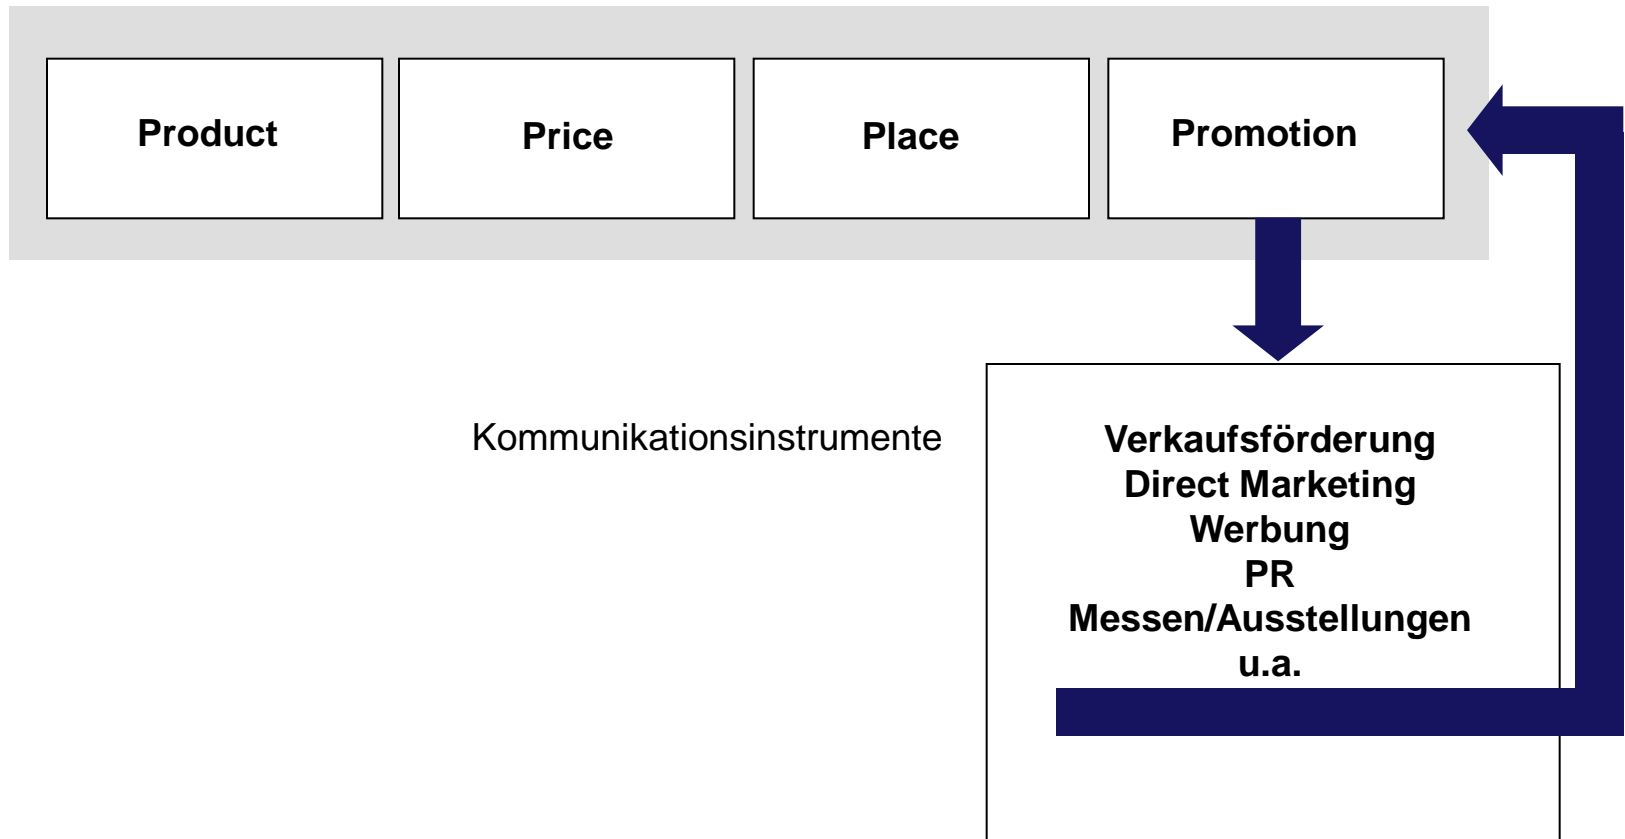 Product
Price
Place
Promotion
Kommunikationsinstrumente
Verkaufsförderung
Direct Marketing
Werbung
PR
Messen/Ausstellungen
u.a.